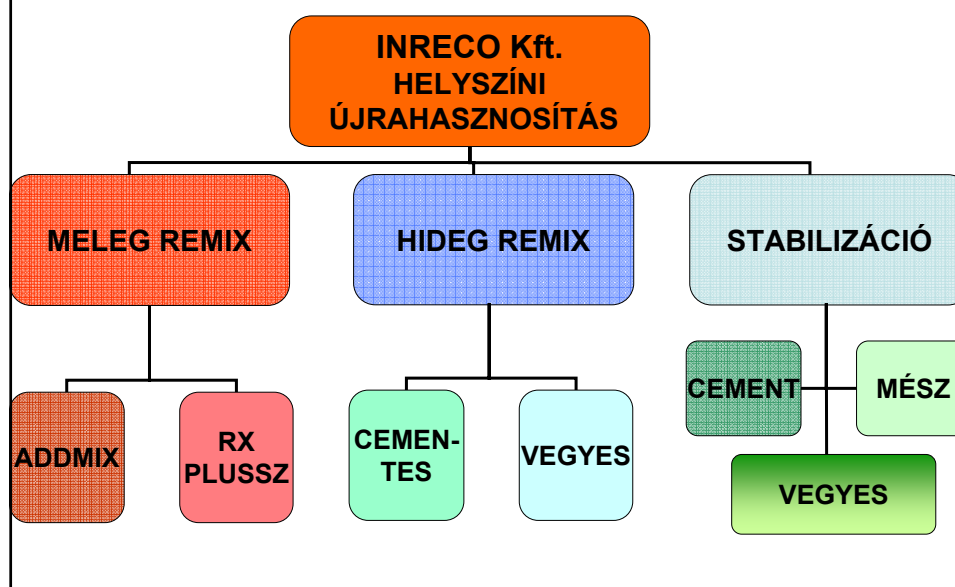 INRECO Kft.
HELYSZÍNI
ÚJRAHASZNOSÍTÁS
MELEG REMIX
HIDEG REMIX
STABILIZÁCIÓ
CEMENT
MÉSZ
ADDMIX
RX
PLUSSZ
CEMEN-
TES
VEGYES
VEGYES